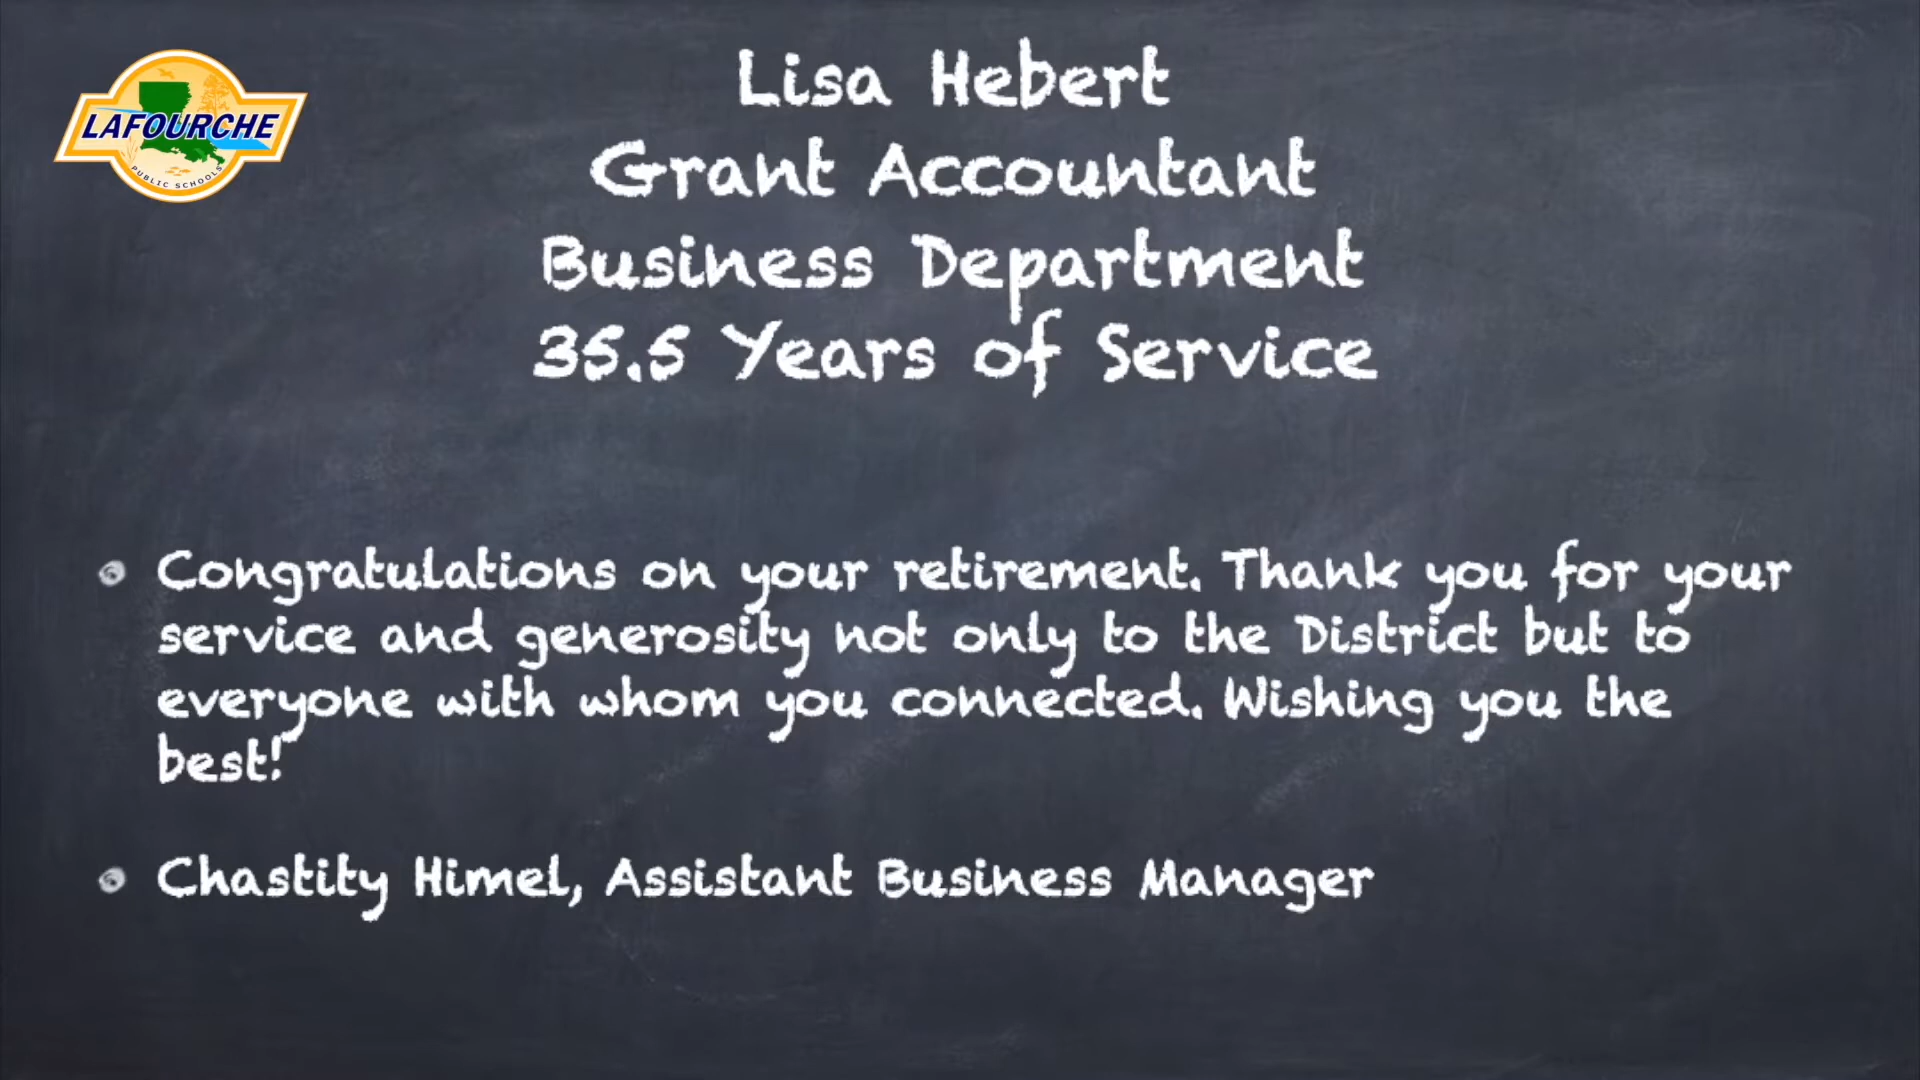 LAFOURCHE
PUBLIC SCHOOLS
Lisa Hebert
Grant Accountant
Business Department
35.5 Years of Service
Congratulations on your retirement. Thank you for your
service and generosity not only to the District but to
everyone with whom you connected. Wishing you the
best!
Chastity Himel, Assistant Business Manager